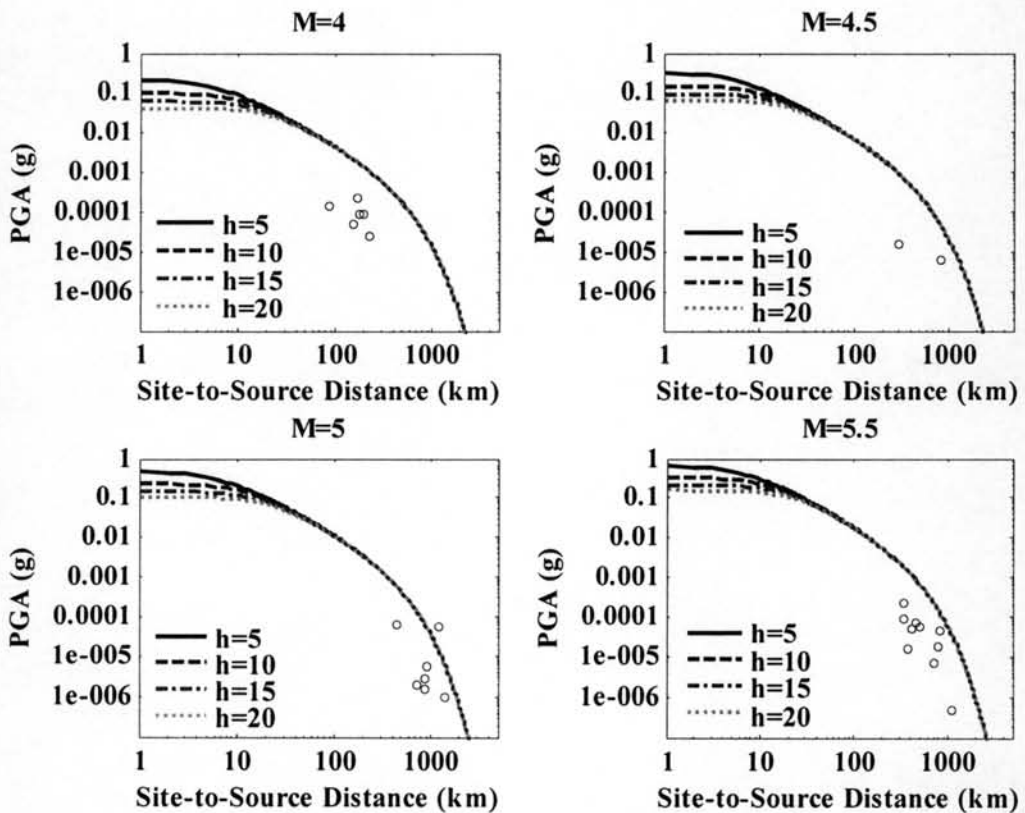 M=4
1
0.1
0.01
0.001
0.0001
1e-005
1e-006
PGA (g)
h=5
h=10
h=15
h=20
1 10 100 1000
Site-to-Source Distance (km)
M=4.5
1
0.1
0.01
0.001
0.0001
1e-005
1e-006
PGA (g)
h=5
h=10
h=15
h=20
1 10 100 1000
Site-to-Source Distance (km)
M=5
1
0.1
0.01
0.001
0.0001
1e-005
1e-006
PGA (g)
h=5
h=10
h=15
h=20
1 10 100 1000
Site-to-Source Distance (km)
M=5.5
1
0.1
0.01
0.001
0.0001
1e-005
1e-006
PGA (g)
h=5
h=10
h=15
h=20
1 10 100 1000
Site-to-Source Distance (km)